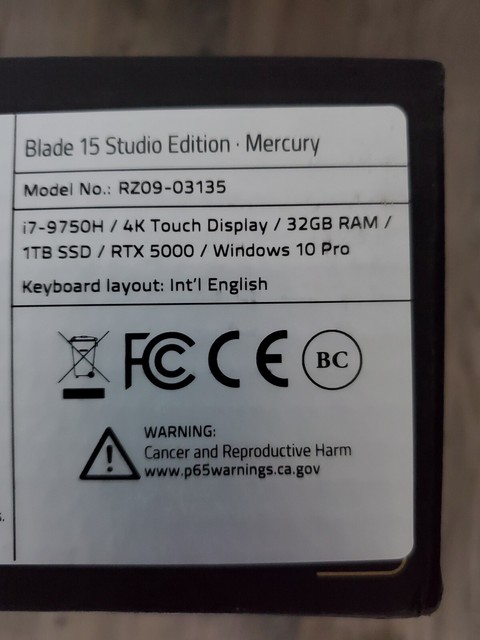 Blade 15 Studio Edition · Mercury
Model No.: RZ09-03135
i7-9750H / 4K Touch Display / 32GB RAM /
1TB SSD / RTX 5000 / Windows 10 Pro
Keyboard layout: Int'l English
FC CE BC
WARNING:
Cancer and Reproductive Harm
www.p65warnings.ca.gov